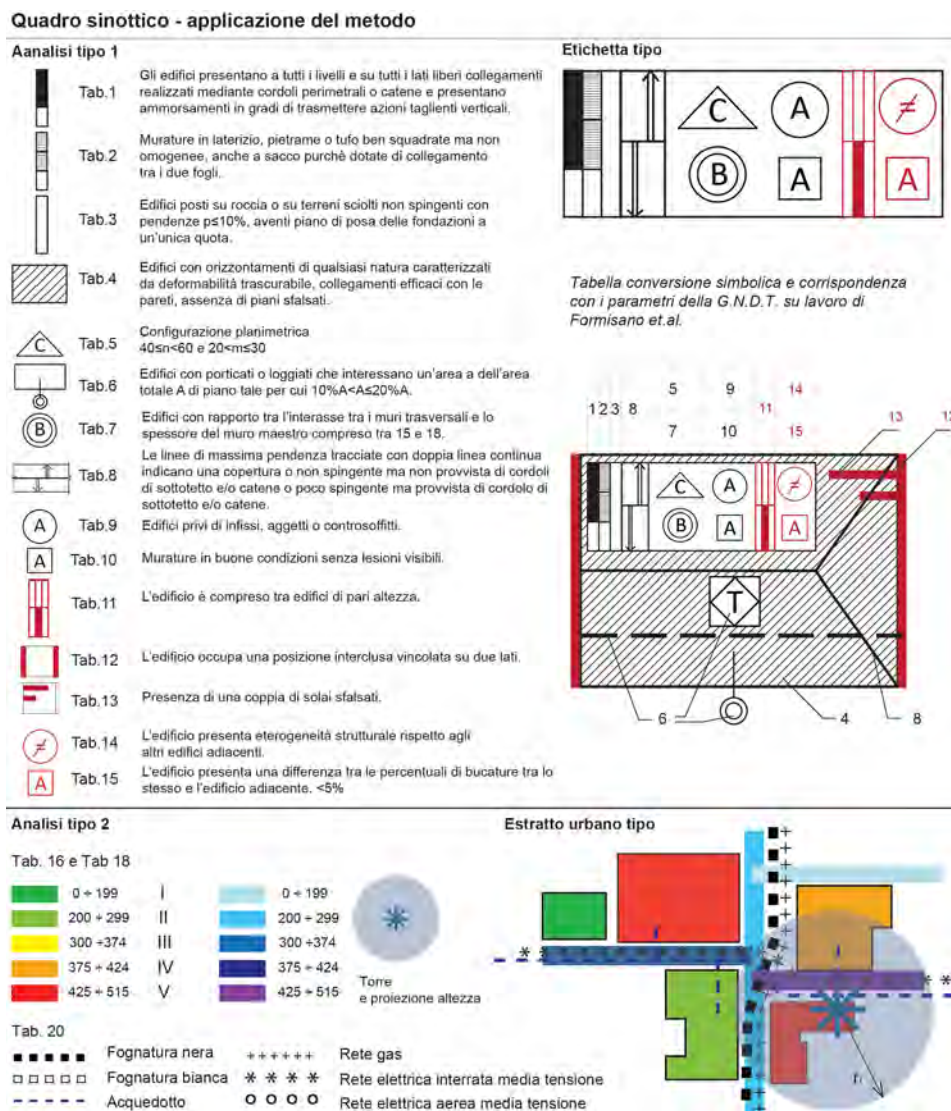 Quadro sinottico - applicazione del metodo
Aanalisi tipo 1
Tab.1
Gli edifici presentano a tutti i livelli e su tutti i lati liberi collegamenti
realizzati mediante cordoli perimetrali o catene e presentano
ammorsamenti in gradi di trasmettere azioni taglienti verticali.
Tab.2
Murature in laterizio, pietrame o tufo ben squadrate ma non
omogenee, anche a sacco purchè dotate di collegamento
tra i due fogli.
Tab.3
Edifici posti su roccia o su terreni sciolti non spingenti con
pendenze p≤10%, aventi piano di posa delle fondazioni a
un'unica quota.
Tab.4
Edifici con orizzontamenti di qualsiasi natura caratterizzati
da deformabilità trascurabile, collegamenti efficaci con le
pareti, assenza di piani sfalsati.
C
Tab.5
Configurazione planimetrica
40≤n<60 e 20<m≤30
Tab.6
Edifici con porticati o loggiati che interessano un'area a dell'area
totale A di piano tale per cui 10%A<A≤20%A.
B
Tab.7
Edifici con rapporto tra l'interasse tra i muri trasversali e lo
spessore del muro maestro compreso tra 15 e 18.
Tab.8
Le linee di massima pendenza tracciate con doppia linea continua
indicano una copertura o non spingente ma non provvista di cordoli
di sottotetto e/o catene o poco spingente ma provvista di cordolo di
sottotetto e/o catene.
A
Tab.9
Edifici privi di infissi, aggetti o controsoffitti.
A
Tab.10
Murature in buone condizioni senza lesioni visibili.
Tab.11
L'edificio è compreso tra edifici di pari altezza.
Tab.12
L'edificio occupa una posizione interclusa vincolata su due lati.
Tab.13
Presenza di una coppia di solai sfalsati.
≠
Tab.14
L'edificio presenta eterogeneità strutturale rispetto agli
altri edifici adiacenti.
A
Tab.15
L'edificio presenta una differenza tra le percentuali di bucature tra lo
stesso e l'edificio adiacente. <5%
Etichetta tipo
C A ≠
B A A
Tabella conversione simbolica e corrispondenza
con i parametri della G.N.D.T. su lavoro di
Formisano et.al.
5 9 14
1 2 3 8 11 13 12
7 10 15
C A ≠
B A A
T
6 4 8
Analisi tipo 2
Tab. 16 e Tab 18
0 ÷ 199 I 0 ÷ 199
200 ÷ 299 II 200 ÷ 299
300 ÷374 III 300 ÷374
375 ÷ 424 IV 375 ÷ 424
425 ÷ 515 V 425 ÷ 515
Torre
e proiezione altezza
Tab. 20
Fognatura nera
Rete gas
Fognatura bianca
Rete elettrica interrata media tensione
Acquedotto
Rete elettrica aerea media tensione
Estratto urbano tipo
r